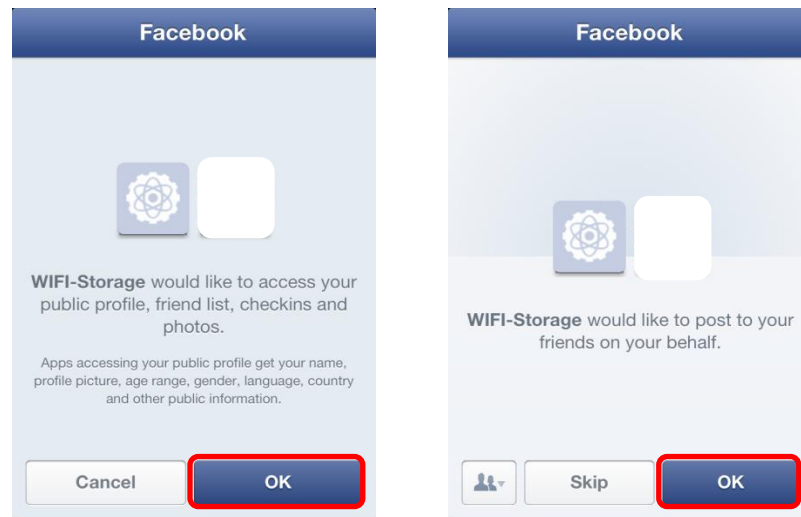 Facebook
WIFI-Storage would like to access your
public profile, friend list, checkins and
photos.
Apps accessing your public profile get your name,
profile picture, age range, gender, language, country
and other public information.
Cancel
OK
Facebook
WIFI-Storage would like to post to your
friends on your behalf.
Skip
OK